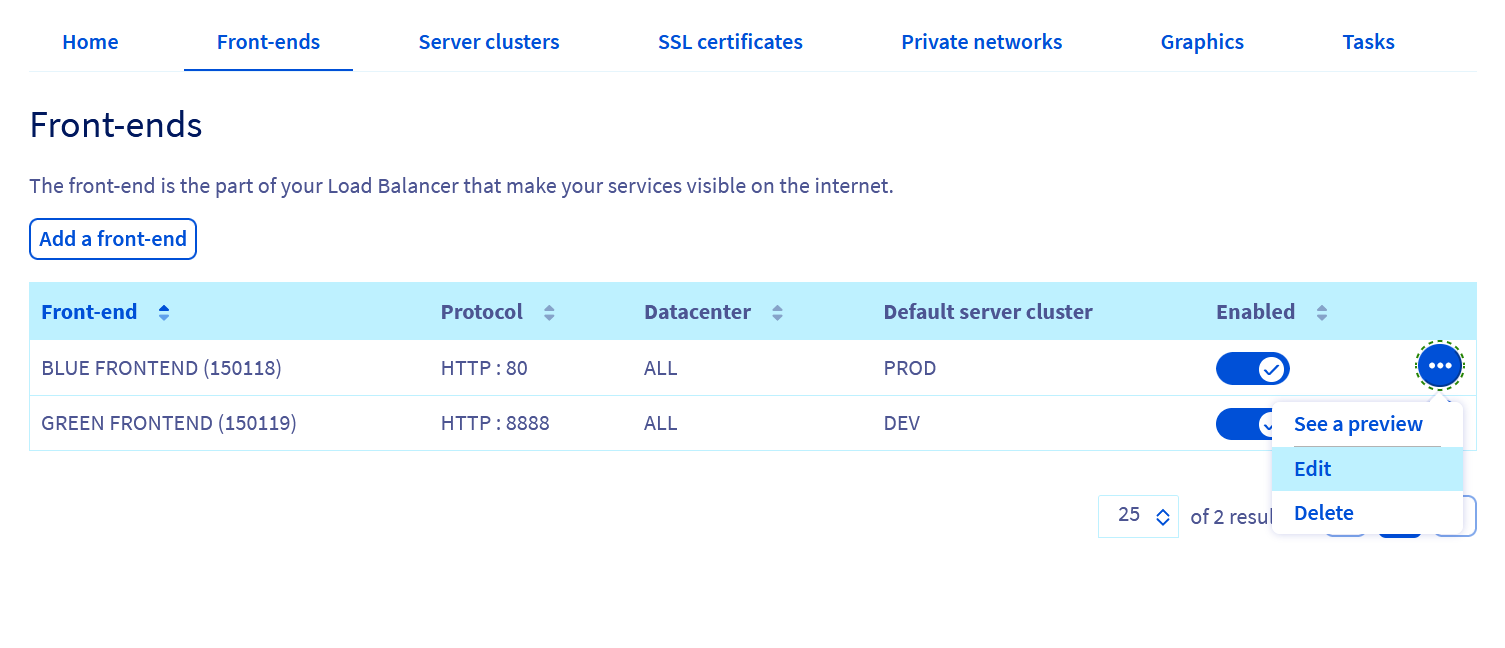 Home Front-ends Server clusters SSL certificates Private networks Graphics Tasks
Front-ends
The front-end is the part of your Load Balancer that make your services visible on the internet.
Add a front-end
Front-end Protocol Datacenter Default server cluster Enabled
BLUE FRONTEND (150118) HTTP : 80 ALL PROD
GREEN FRONTEND (150119) HTTP : 8888 ALL DEV
See a preview
Edit
Delete
25 of 2